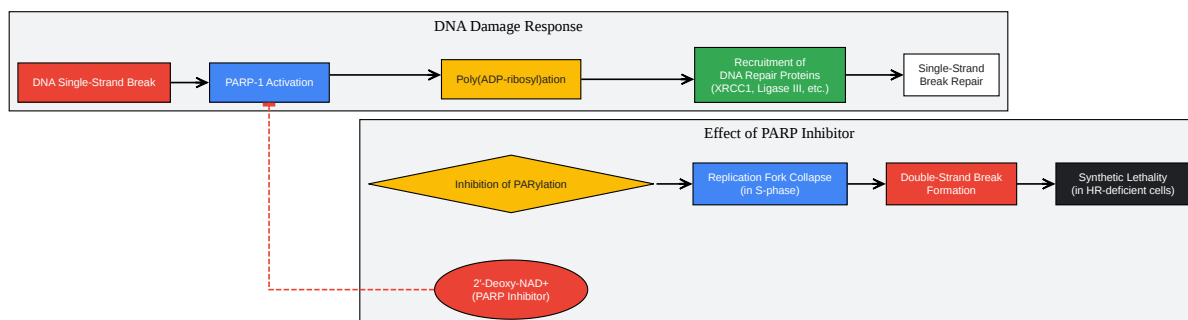 DNA Damage Response
DNA Single-Strand Break
PARP-1 Activation
Poly(ADP-ribosyl)ation
Recruitment of
DNA Repair Proteins
(XRCC1, Ligase III, etc.)
Single-Strand
Break Repair
Effect of PARP Inhibitor
Inhibition of PARylation
Replication Fork Collapse
(in S-phase)
Double-Strand Break
Formation
Synthetic Lethality
(in HR-deficient cells)
2'-Deoxy-NAD+
(PARP Inhibitor)